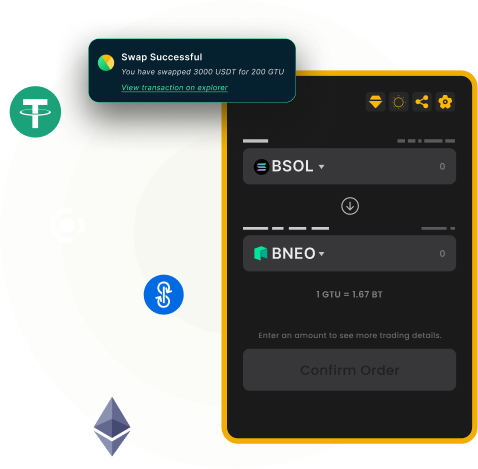 Swap Successful
You have swapped 3000 USDT for 200 GTU
View transaction on explorer
BSOL
0
BNEO
0
1 GTU = 1.67 BT
Enter an amount to see more trading details.
Confirm Order